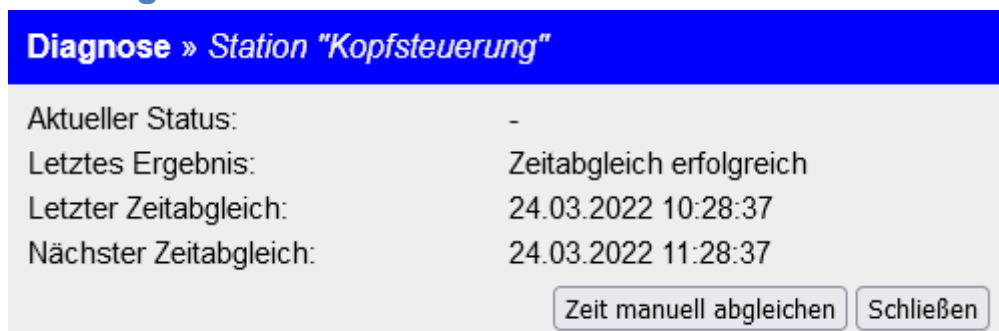 Diagnose » Station "Kopfsteuerung"
Aktueller Status: -
Letztes Ergebnis: Zeitabgleich erfolgreich
Letzter Zeitabgleich: 24.03.2022 10:28:37
Nächster Zeitabgleich: 24.03.2022 11:28:37
Zeit manuell abgleichen Schließen